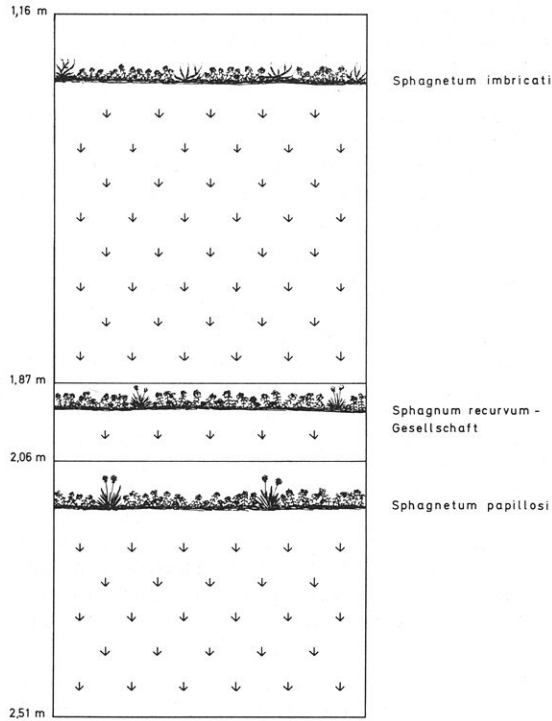 1,16 m
Sphagnetum imbricati
1,87 m
Sphagnum recurvum -
Gesellschaft
2,06 m
Sphagnetum papillosi
2,51 m